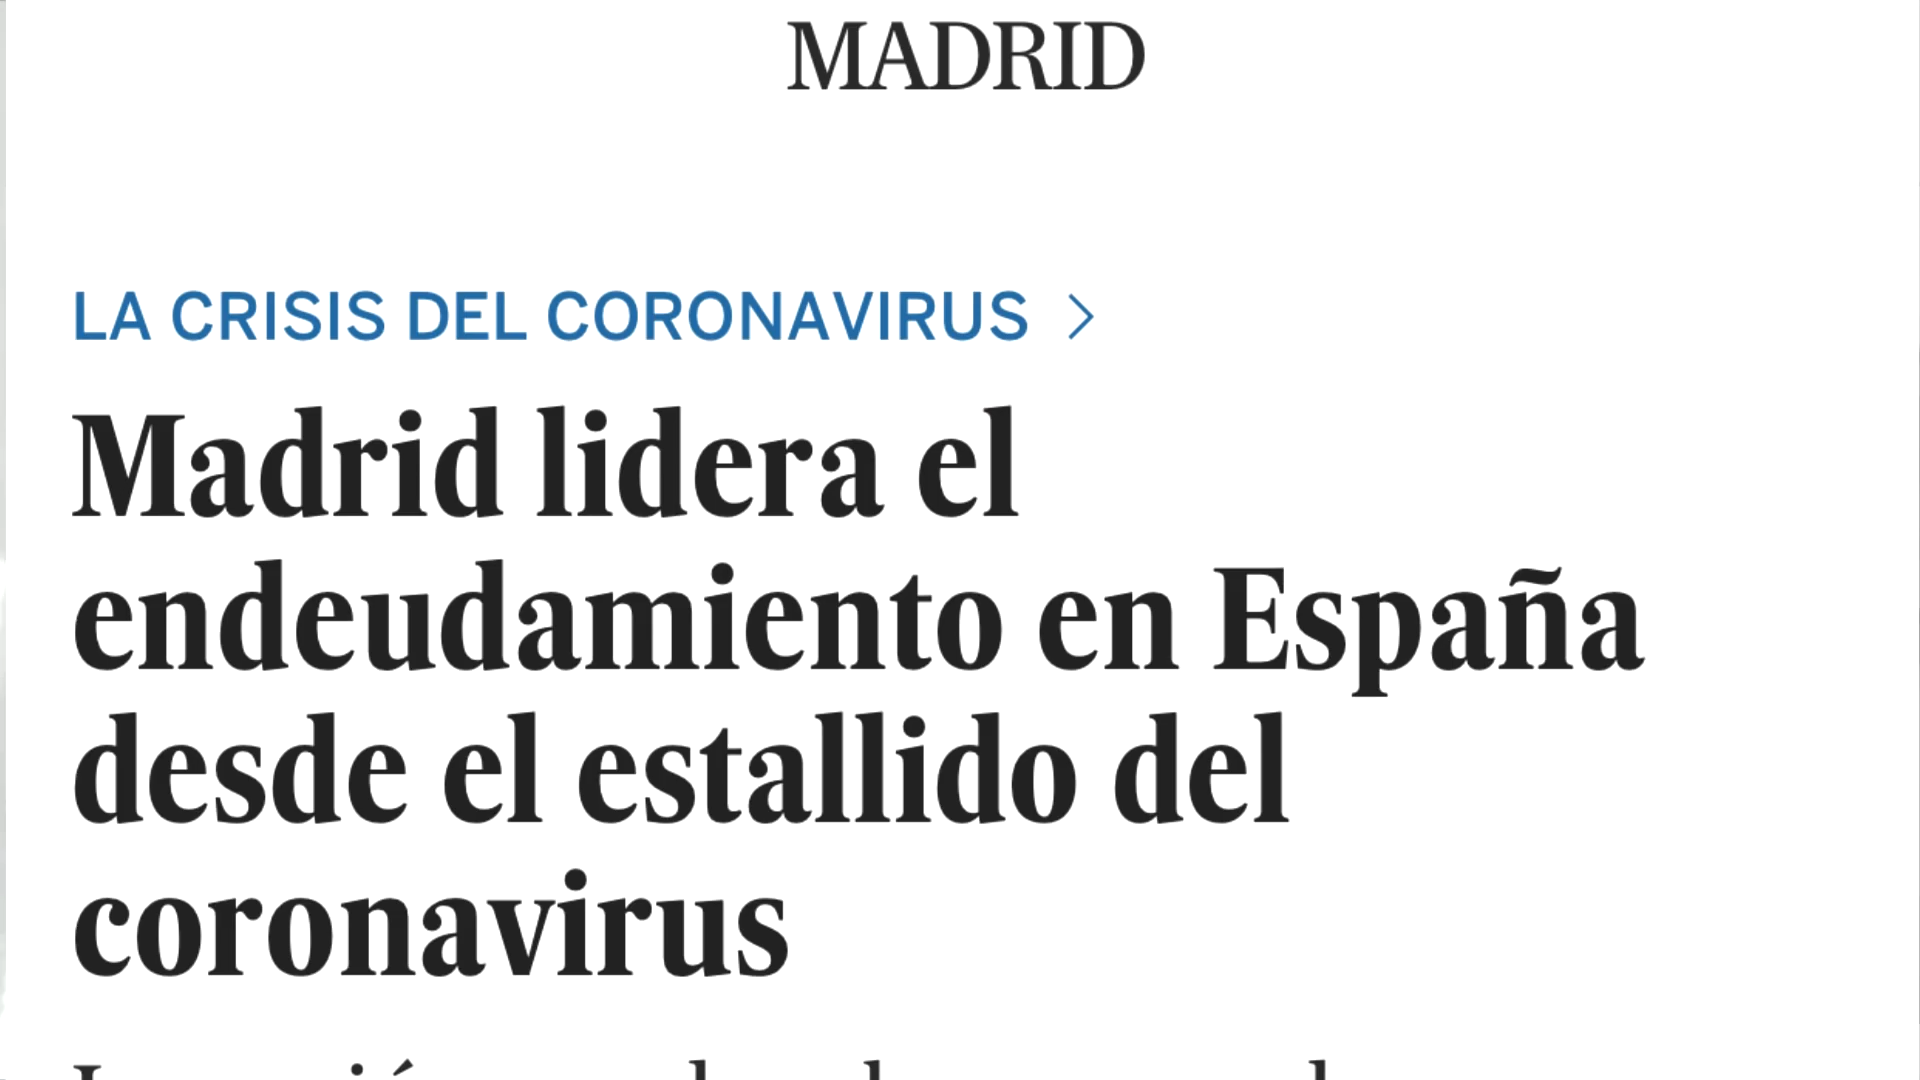 MADRID
LA CRISIS DEL CORONAVIRUS >
Madrid lidera el
endeudamiento en España
desde el estallido del
coronavirus